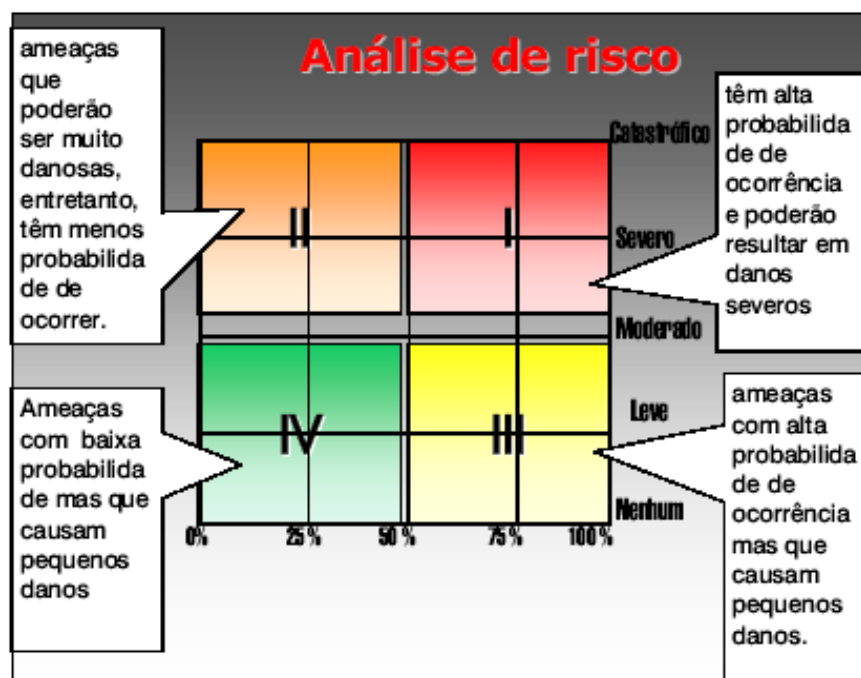 Análise de risco
ameaças
que
poderão
ser muito
danosas,
entretanto,
têm menos
probabilida
de de
ocorrer.
têm alta
probabilida
de de
ocorrência
e poderão
resultar em
danos
severos
Catastrófico
II
I
Severo
Moderado
Ameaças
com baixa
probabilida
de mas que
causam
pequenos
danos
IV
III
Leve
Nenhum
0%
25%
50%
75%
100%
ameaças
com alta
probabilida
de de
ocorrência
mas que
causam
pequenos
danos.